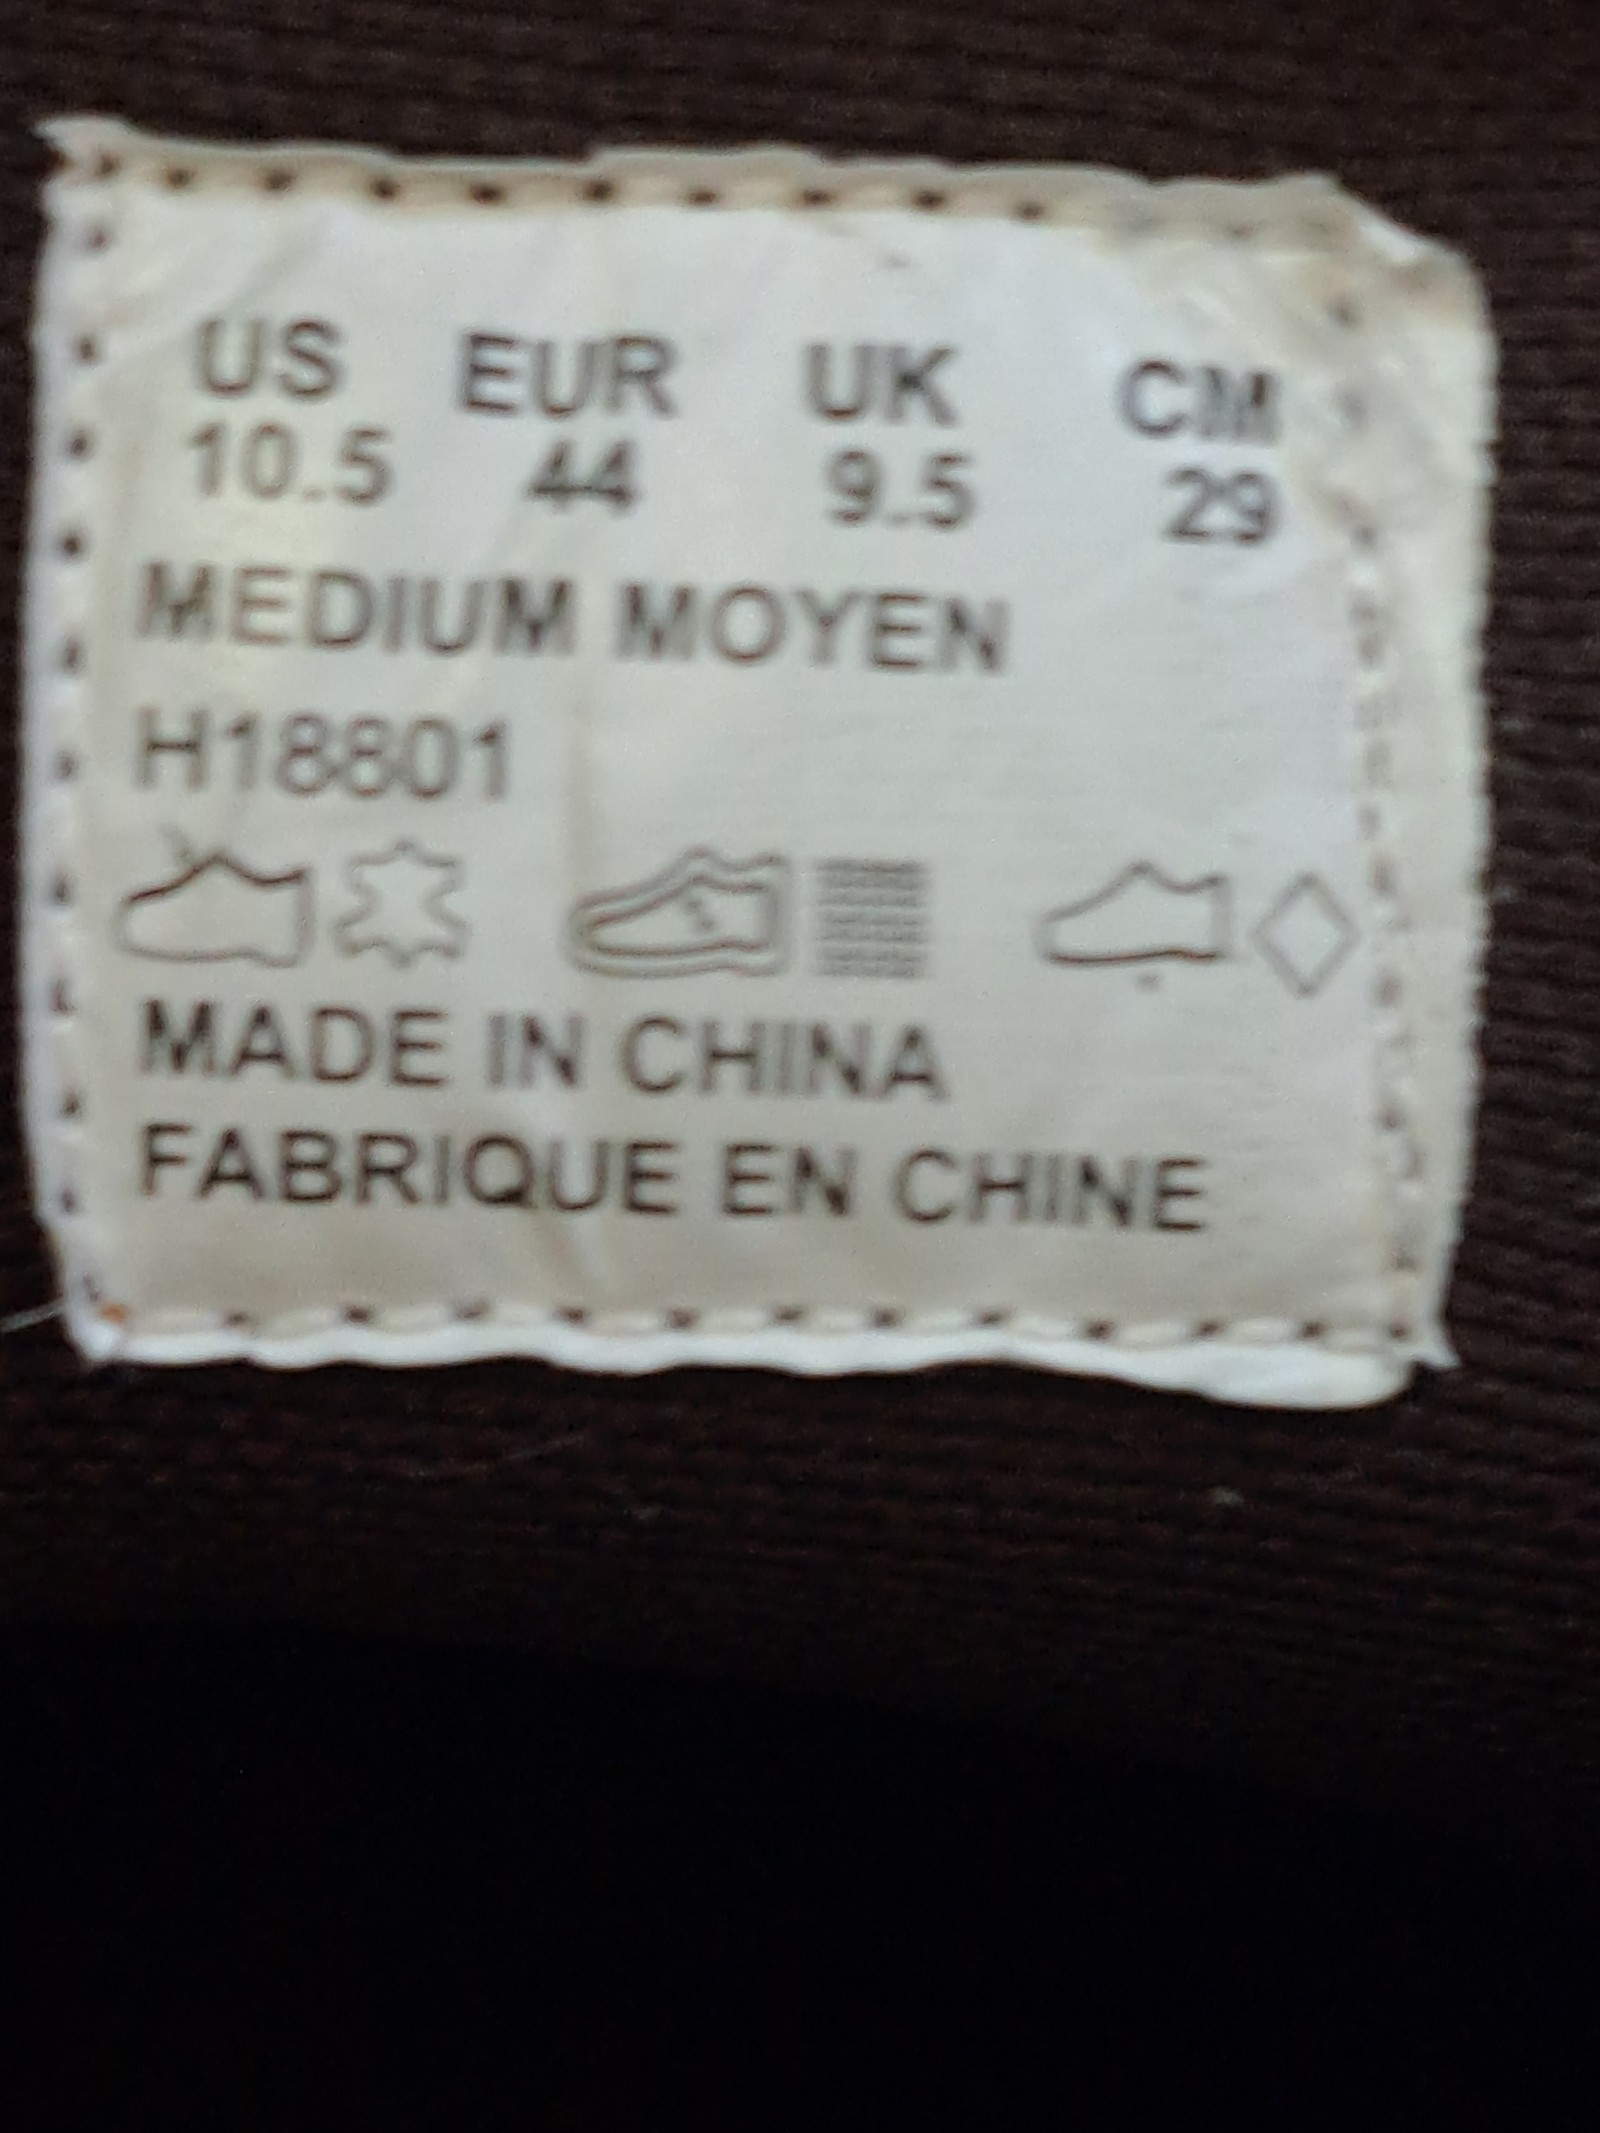 US EUR UK CM
10.5 44 9.5 29
MEDIUM MOYEN
H18801
MADE IN CHINA
FABRIQUE EN CHINE